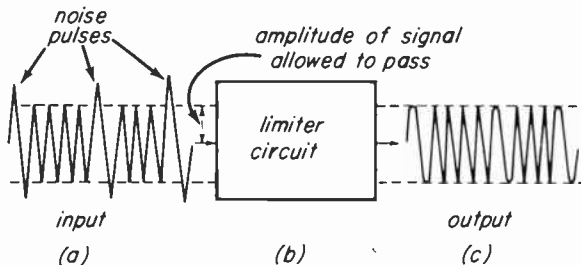 noise
pulses
amplitude of signal
allowed to pass
limiter
circuit
input
output
(a)
(b)
(c)